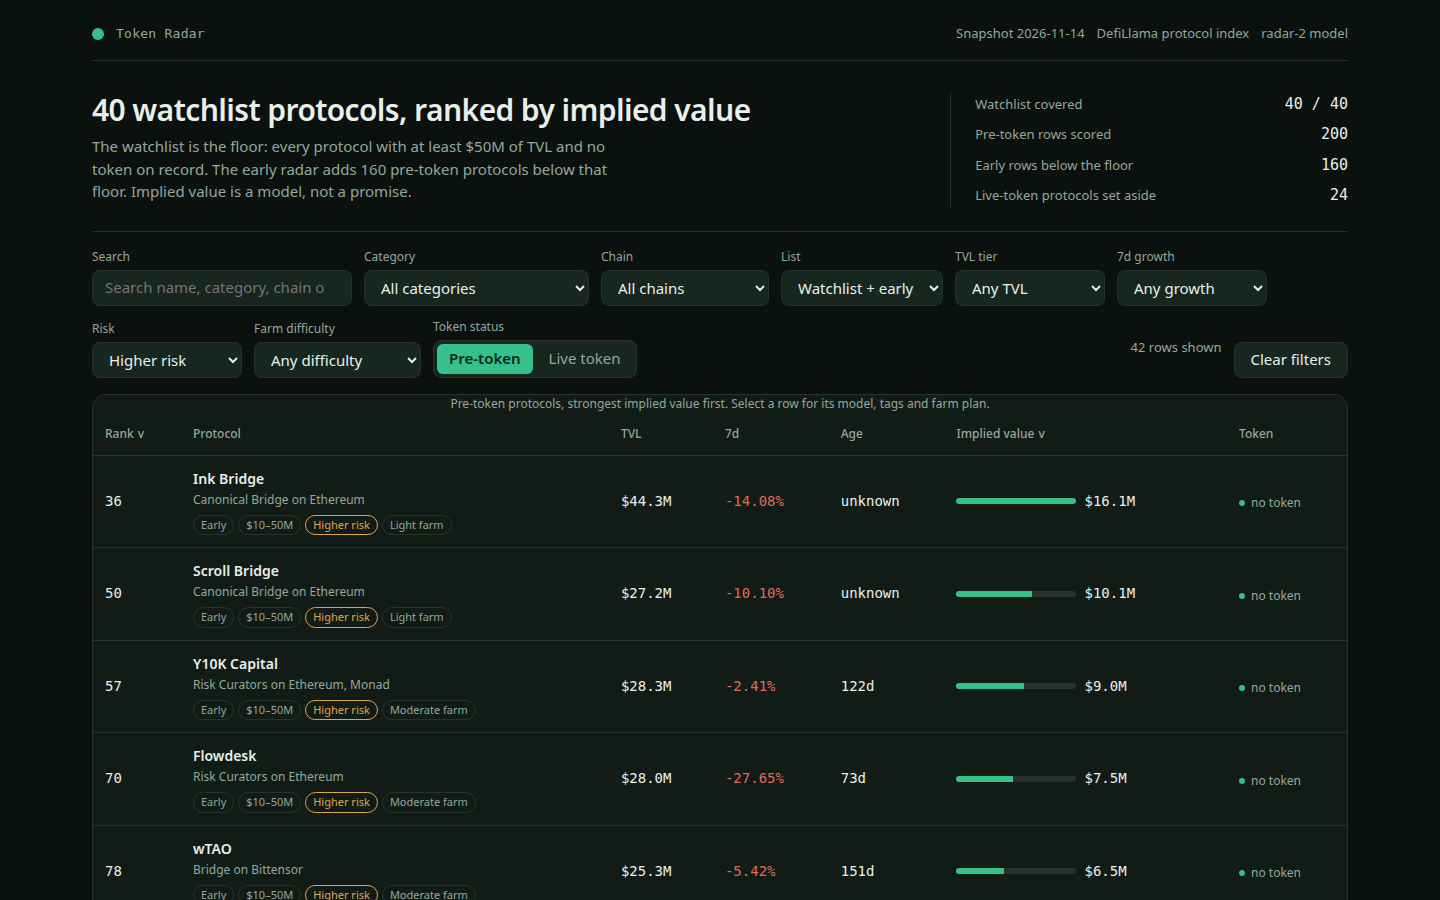 Token Radar
Snapshot 2026-11-14 DefiLlama protocol index radar-2 model
40 watchlist protocols, ranked by implied value
The watchlist is the floor: every protocol with at least $50M of TVL and no
token on record. The early radar adds 160 pre-token protocols below that
floor. Implied value is a model, not a promise.
Watchlist covered 40 / 40
Pre-token rows scored 200
Early rows below the floor 160
Live-token protocols set aside 24
Search Category Chain List TVL tier 7d growth
Search name, category, chain o All categories All chains Watchlist + early Any TVL Any growth
Risk Farm difficulty Token status
Higher risk Any difficulty Pre-token Live token 42 rows shown Clear filters
Pre-token protocols, strongest implied value first. Select a row for its model, tags and farm plan.
Rank v Protocol TVL 7d Age Implied value v Token
Ink Bridge
Canonical Bridge on Ethereum
36 $44.3M -14.08% unknown $16.1M no token
Early $10–50M Higher risk Light farm
Scroll Bridge
Canonical Bridge on Ethereum
50 $27.2M -10.10% unknown $10.1M no token
Early $10–50M Higher risk Light farm
Y10K Capital
Risk Curators on Ethereum, Monad
57 $28.3M -2.41% 122d $9.0M no token
Early $10–50M Higher risk Moderate farm
Flowdesk
Risk Curators on Ethereum
70 $28.0M -27.65% 73d $7.5M no token
Early $10–50M Higher risk Moderate farm
wTAO
Bridge on Bittensor
78 $25.3M -5.42% 151d $6.5M no token
Early $10–50M Higher risk Moderate farm